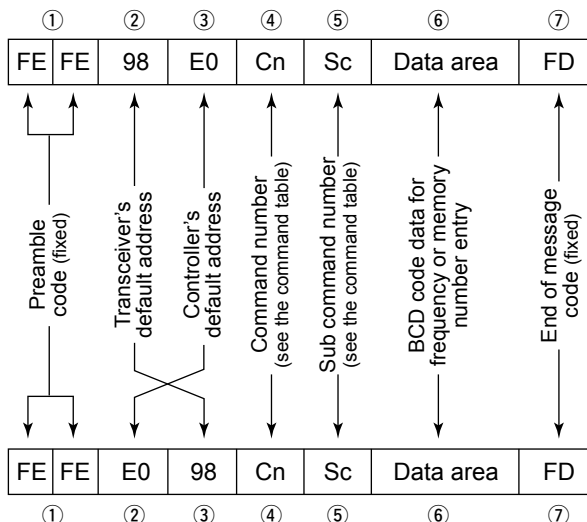 ① ② ③ ④ ⑤ ⑥ ⑦
FE FE 98 E0 Cn Sc Data area FD
Preamble
code (fixed)
Transceiver's
default address
Controller's
default address
Command number
(see the command table)
Sub command number
(see the command table)
BCD code data for
frequency or memory
number entry
End of message
code (fixed)
FE FE E0 98 Cn Sc Data area FD
① ② ③ ④ ⑤ ⑥ ⑦